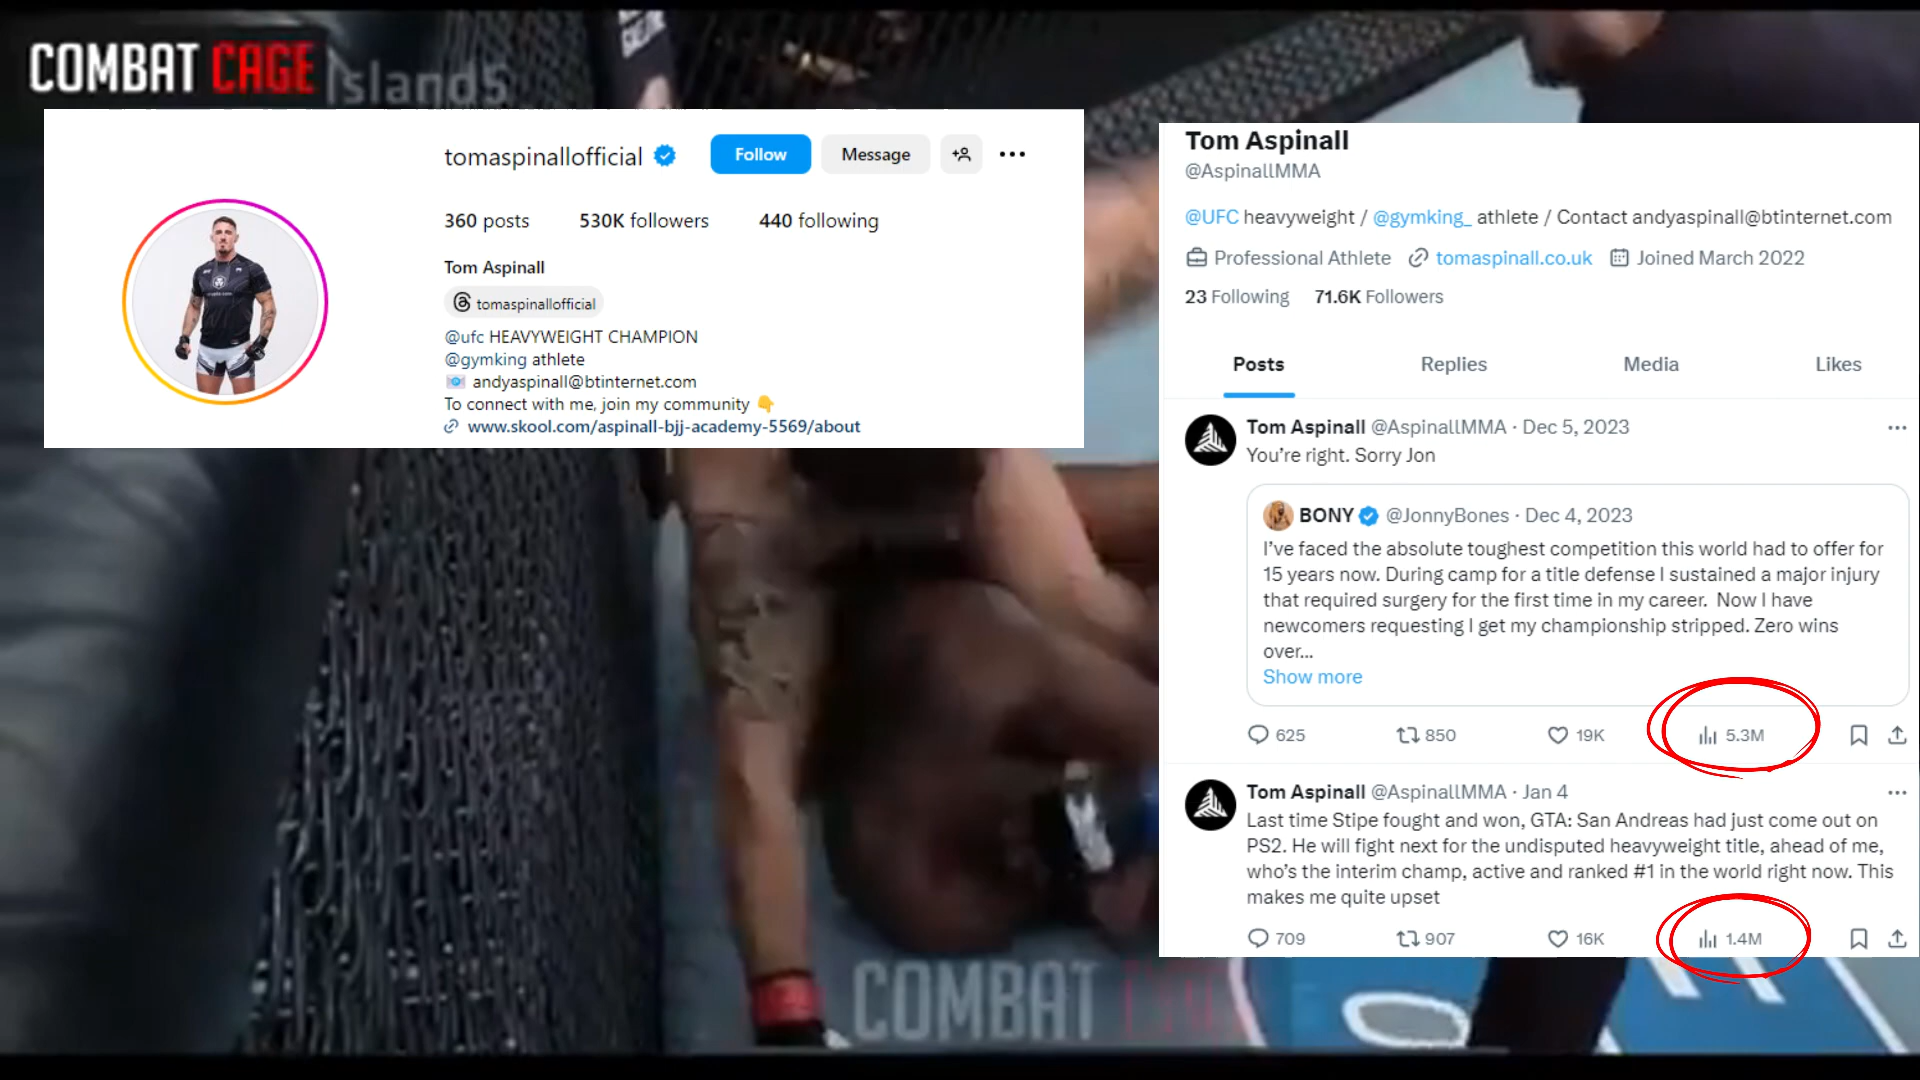 COMBAT CAGE
Island5
tomaspinallofficial
Follow
Message
360 posts
530K followers
440 following
Tom Aspinall
tomaspinallofficial
@ufc HEAVYWEIGHT CHAMPION
@gymking athlete
📧 andyaspinall@btinternet.com
To connect with me, join my community 👇
www.skool.com/aspinall-bjj-academy-5569/about
Tom Aspinall
@AspinallMMA
@UFC heavyweight / @gymking_ athlete / Contact andyaspinall@btinternet.com
Professional Athlete tomaspinall.co.uk Joined March 2022
23 Following 71.6K Followers
Posts Replies Media Likes
Tom Aspinall @AspinallMMA · Dec 5, 2023
You're right. Sorry Jon
BONY @JonnyBones · Dec 4, 2023
I've faced the absolute toughest competition this world had to offer for
15 years now. During camp for a title defense I sustained a major injury
that required surgery for the first time in my career.  Now I have
newcomers requesting I get my championship stripped. Zero wins
over...
Show more
625 850 19K 5.3M
Tom Aspinall @AspinallMMA · Jan 4
Last time Stipe fought and won, GTA: San Andreas had just come out on
PS2. He will fight next for the undisputed heavyweight title, ahead of me,
who's the interim champ, active and ranked #1 in the world right now. This
makes me quite upset
709 907 16K 1.4M
COMBAT